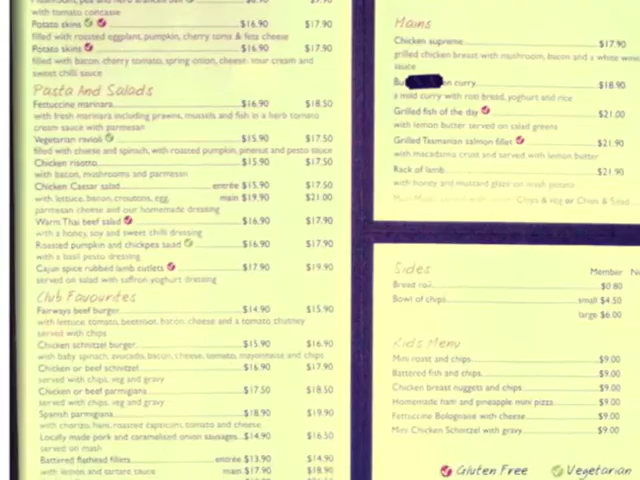 with tomato concasse
Potato skins $16.90 $17.90
filled with roasted eggplant, pumpkin, cherry toms & feta cheese
Potato skins $16.90 $17.90
filled with bacon, cherry tomato, spring onion, cheese, sour cream and
sweet chilli sauce
Pasta And Salads
Fettuccine marinara $16.90 $18.50
with fresh marinara including prawns, mussels and fish in a herb tomato
cream sauce with parmesan
Vegetarian ravioli $15.90 $17.50
filled with cheese and spinach, with roasted pumpkin, pinenut and pesto sauce
Chicken risotto $15.90 $17.50
with bacon, mushrooms and parmesan
Chicken Caesar salad entrée $15.90 $17.50
with lettuce, bacon, croutons, egg, main $19.90 $21.00
parmesan cheese and our homemade dressing
Warm Thai beef salad $16.90 $17.90
with a honey, soy and sweet chilli dressing
Roasted pumpkin and chickpea salad $16.90 $17.90
with a basil pesto dressing
Cajun spice rubbed lamb cutlets $17.90 $19.90
served on salad with saffron yoghurt dressing
Club Favourites
Fairways beef burger $14.90 $15.90
with lettuce, tomato, beetroot, bacon, cheese and a tomato chutney
served with chips
Chicken schnitzel burger $15.90 $16.90
with baby spinach, avocado, bacon, cheese, tomato, mayonnaise and chips
Chicken or beef schnitzel $16.90 $17.90
served with chips, veg and gravy
Chicken or beef parmigiana $17.50 $18.50
served with chips, veg and gravy
Spanish parmigiana $18.90 $19.90
with chorizo, ham, roasted capsicum, tomato and cheese
Locally made pork and caramelised onion sausages $14.90 $16.50
served on mash
Battered flathead fillets entrée $13.90 $14.90
with lemon and tartare sauce main $17.90 $18.90
Mains
Chicken supreme $17.90
grilled chicken breast with mushroom, bacon and a white wine
sauce
curry $18.90
a mild curry with roti bread, yoghurt and rice
Grilled fish of the day $21.00
with lemon butter served on salad greens
Grilled Tasmanian salmon fillet $21.90
with macadamia crust and served with lemon butter
Rack of lamb $21.90
with honey and mustard glaze on mash potato
Chips & Veg or Chips & Salad
Sides
Member
Bread roll $0.80
Bowl of chips small $4.50
large $6.00
Kids Menu
Mini roast and chips $9.00
Battered fish and chips $9.00
Chicken breast nuggets and chips $9.00
Homemade ham and pineapple mini pizza $9.00
Fettuccine Bolognaise with cheese $9.00
Mini Chicken Schnitzel with gravy $9.00
Gluten Free Vegetarian